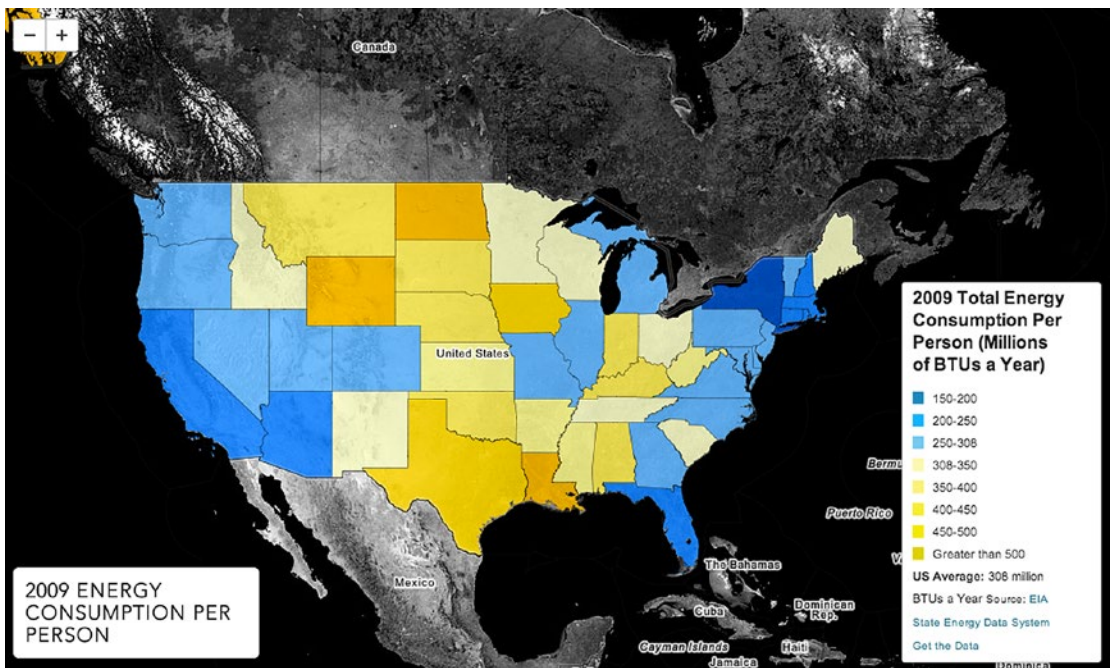 − +
Canada
United States
2009 Total Energy
Consumption Per
Person (Millions
of BTUs a Year)
150-200
200-250
250-308
308-350
350-400
400-450
450-500
Greater than 500
US Average: 308 million
BTUs a Year Source: EIA
State Energy Data System
Get the Data
Puerto Rico
The Bahamas
Mexico
Cuba
Dominican
Rep.
Cayman Islands
Haiti
Jamaica
2009 ENERGY
CONSUMPTION PER
PERSON